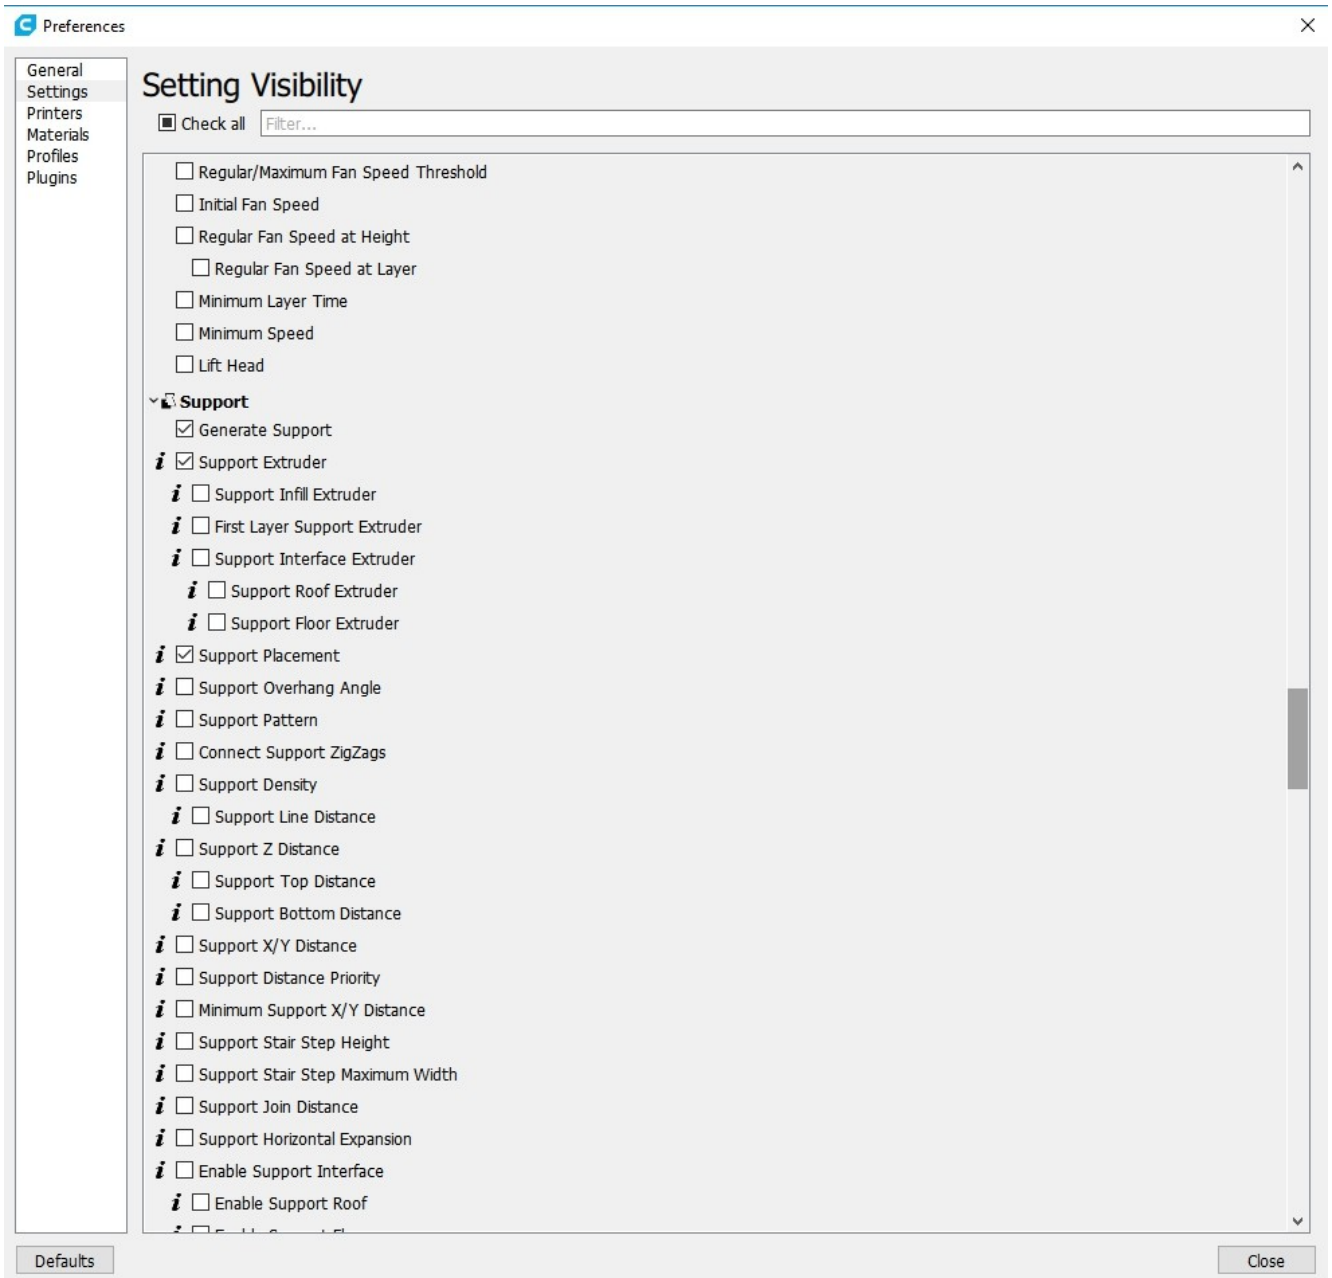 Preferences
General
Settings
Printers
Materials
Profiles
Plugins
Setting Visibility
Check all
Filter...
Regular/Maximum Fan Speed Threshold
Initial Fan Speed
Regular Fan Speed at Height
Regular Fan Speed at Layer
Minimum Layer Time
Minimum Speed
Lift Head
Support
Generate Support
i Support Extruder
i Support Infill Extruder
i First Layer Support Extruder
i Support Interface Extruder
i Support Roof Extruder
i Support Floor Extruder
i Support Placement
i Support Overhang Angle
i Support Pattern
i Connect Support ZigZags
i Support Density
i Support Line Distance
i Support Z Distance
i Support Top Distance
i Support Bottom Distance
i Support X/Y Distance
i Support Distance Priority
i Minimum Support X/Y Distance
i Support Stair Step Height
i Support Stair Step Maximum Width
i Support Join Distance
i Support Horizontal Expansion
i Enable Support Interface
i Enable Support Roof
Defaults
Close